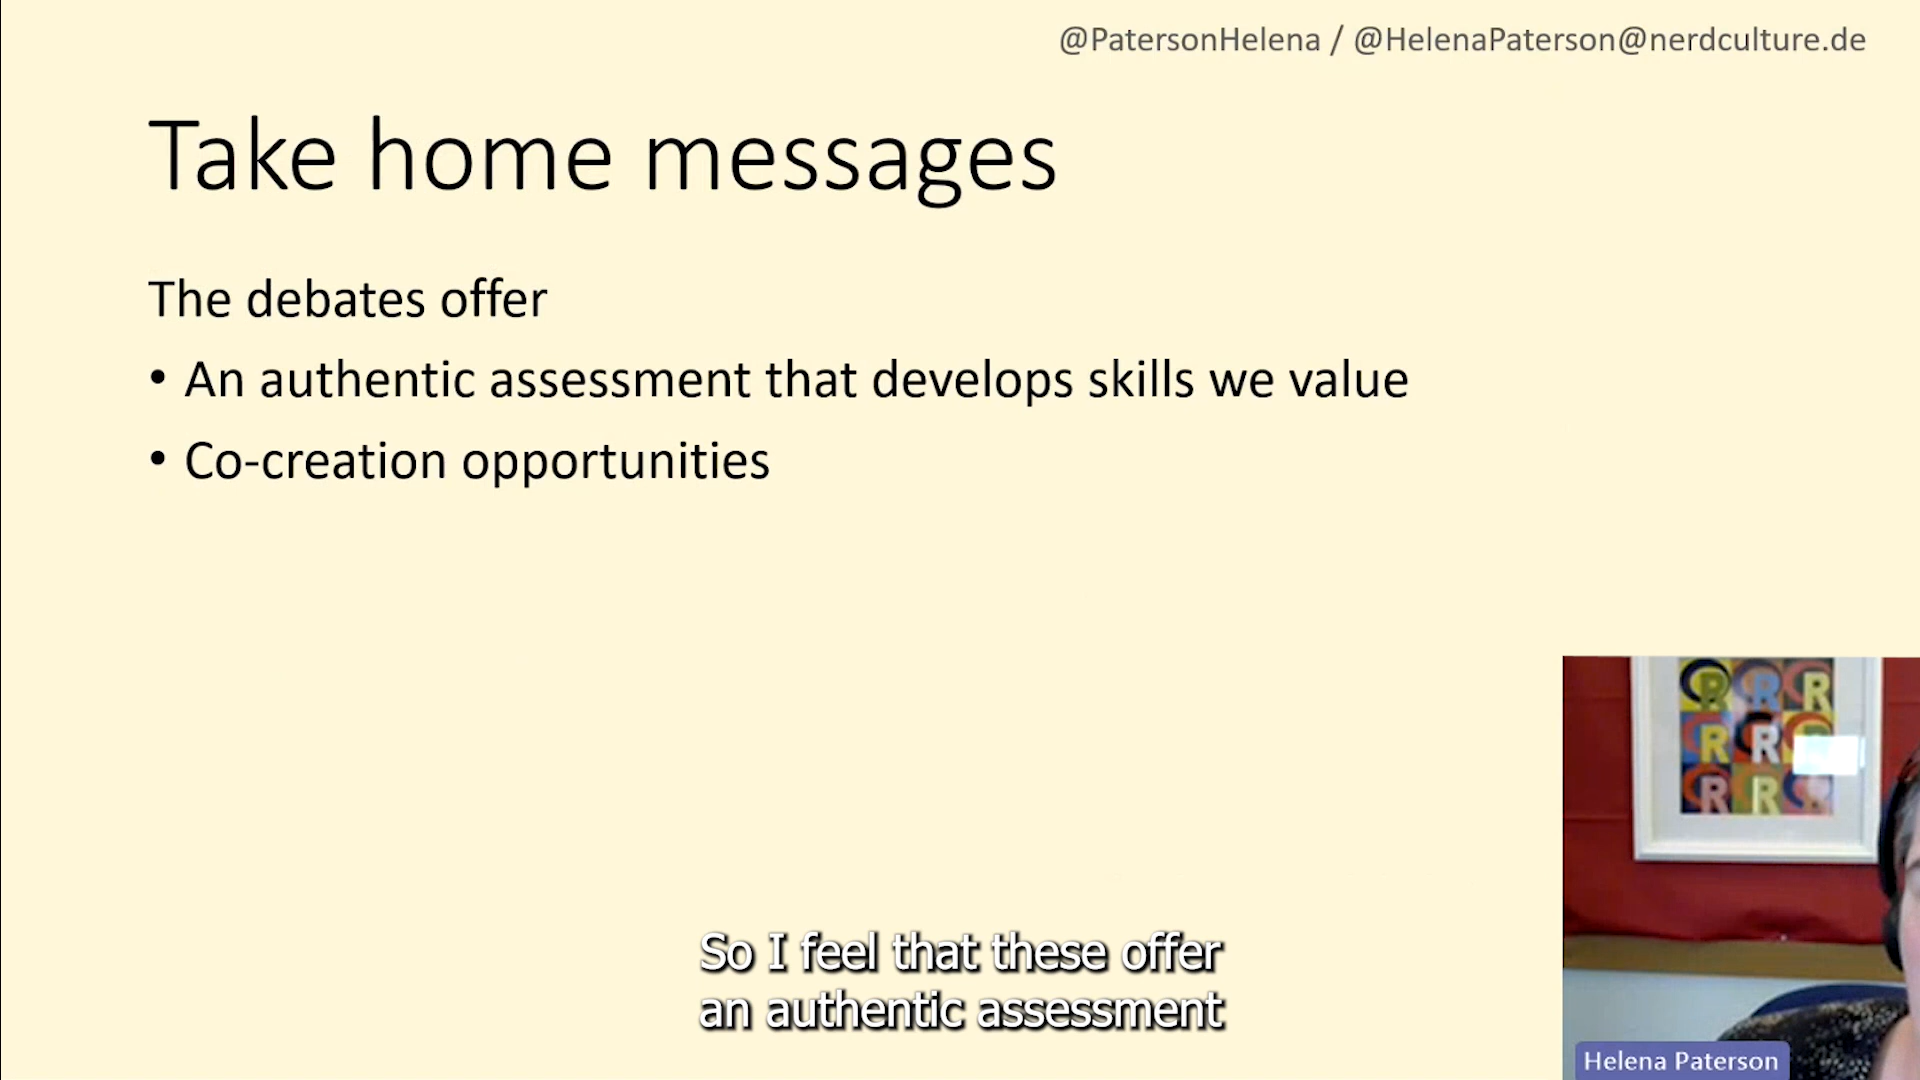 @PatersonHelena / @HelenaPaterson@nerdculture.de
Take home messages
The debates offer
• An authentic assessment that develops skills we value
• Co-creation opportunities
R R R
R R
R R R
So I feel that these offer
an authentic assessment
Helena Paterson